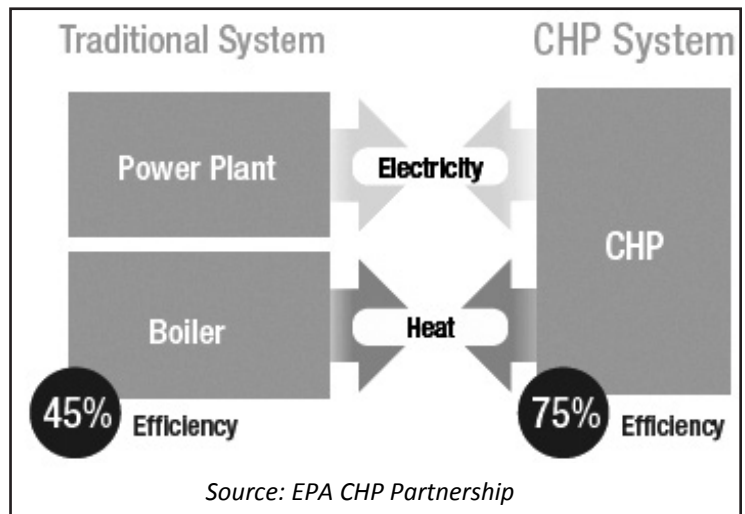 Traditional System
CHP System
Power Plant
Electricity
CHP
Boiler
Heat
45% Efficiency
75% Efficiency
Source: EPA CHP Partnership